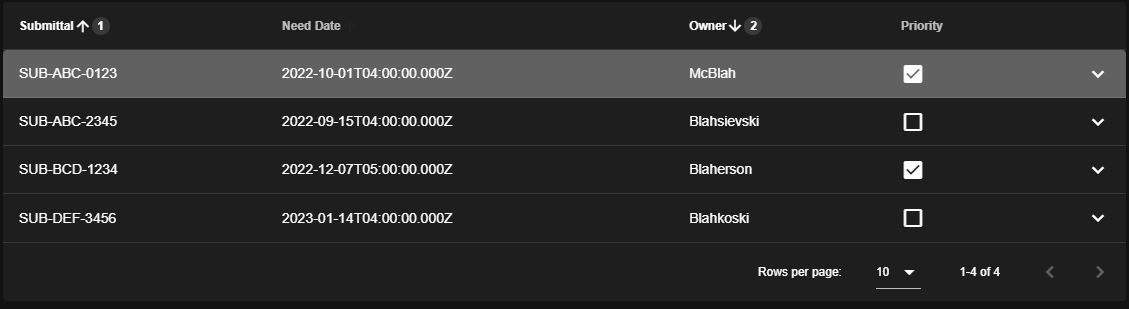 Submittal 1 Need Date Owner 2 Priority
SUB-ABC-0123 2022-10-01T04:00:00.000Z McBlah
SUB-ABC-2345 2022-09-15T04:00:00.000Z Blahsievski
SUB-BCD-1234 2022-12-07T05:00:00.000Z Blaherson
SUB-DEF-3456 2023-01-14T04:00:00.000Z Blahkoski
Rows per page: 10 1-4 of 4